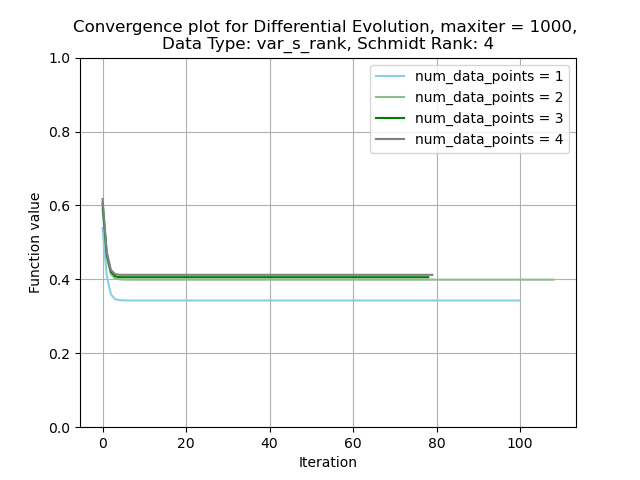 Convergence plot for Differential Evolution, maxiter = 1000,
Data Type: var_s_rank, Schmidt Rank: 4
1.0
0.8
0.6
0.4
0.2
0.0
Function value
num_data_points = 1
num_data_points = 2
num_data_points = 3
num_data_points = 4
0 20 40 60 80 100
Iteration